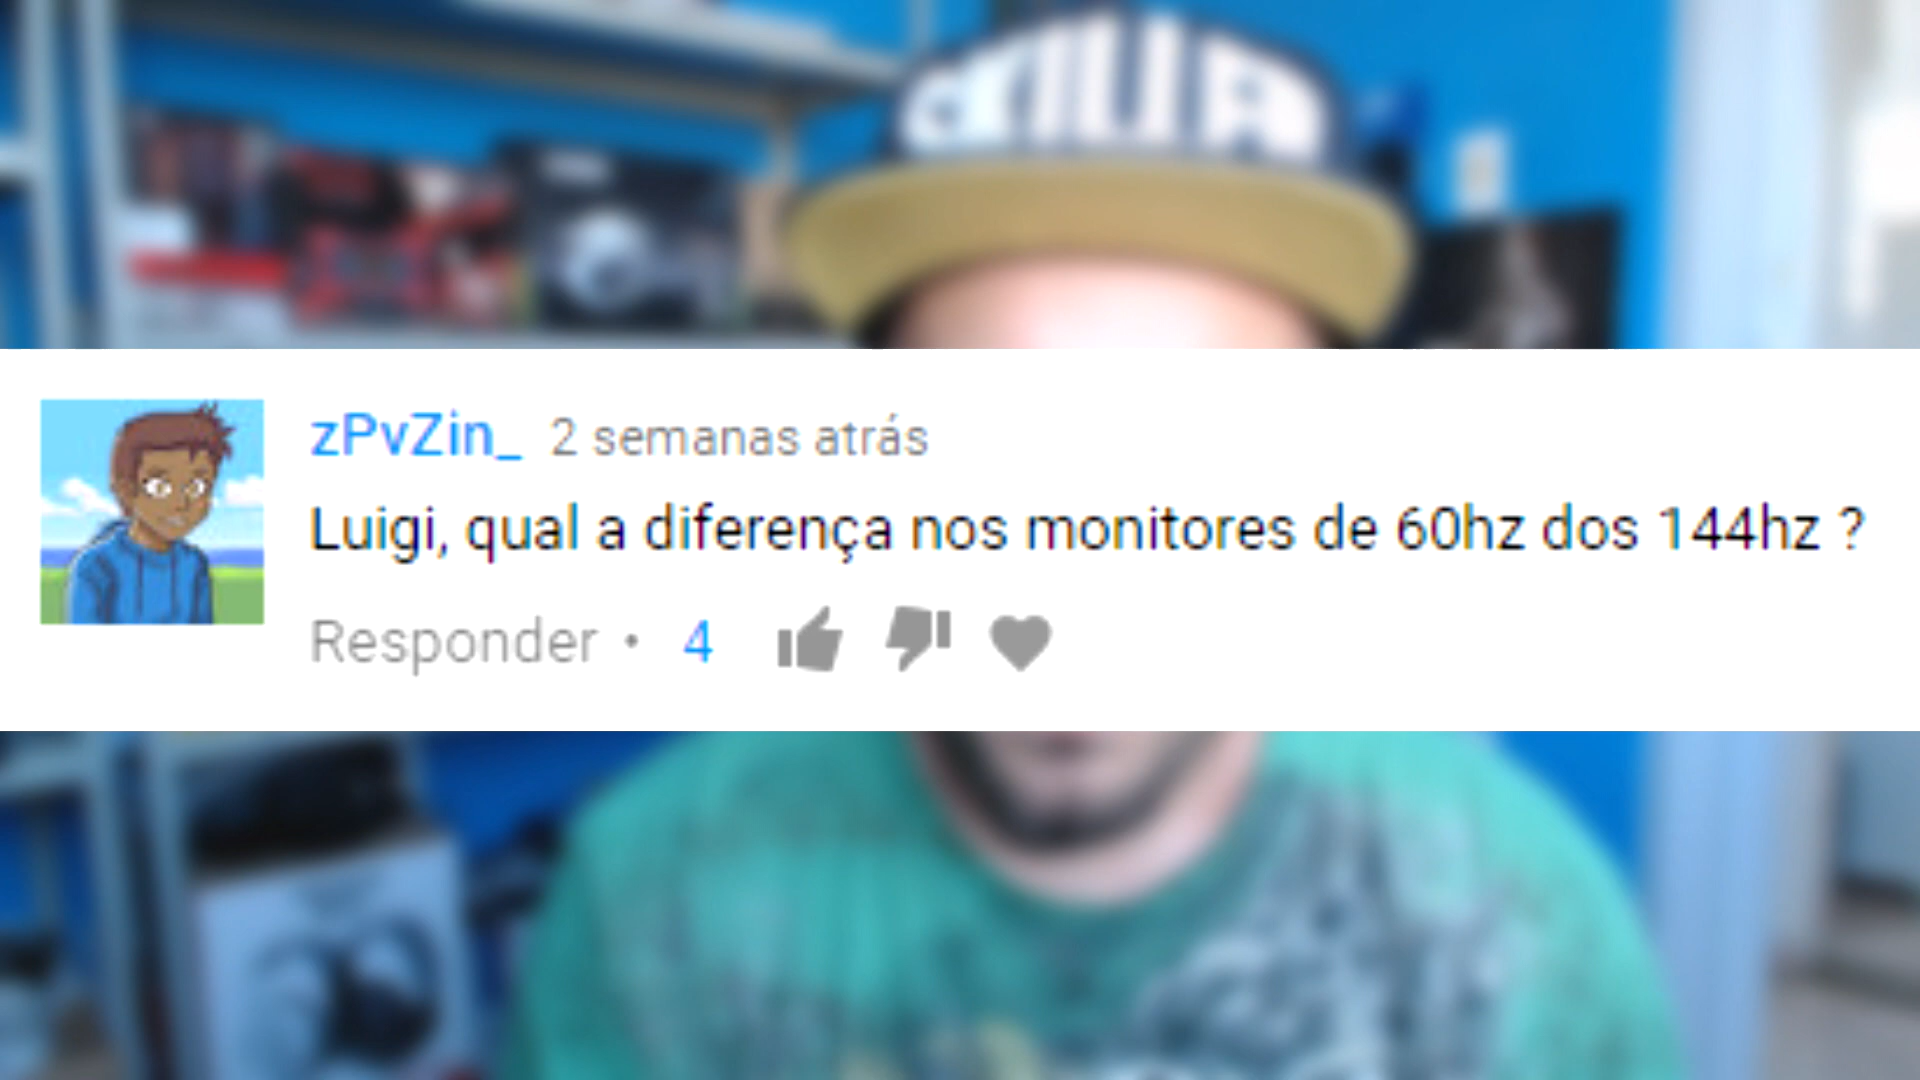 zPvZin_ 2 semanas atrás
Luigi, qual a diferença nos monitores de 60hz dos 144hz ?
Responder • 4